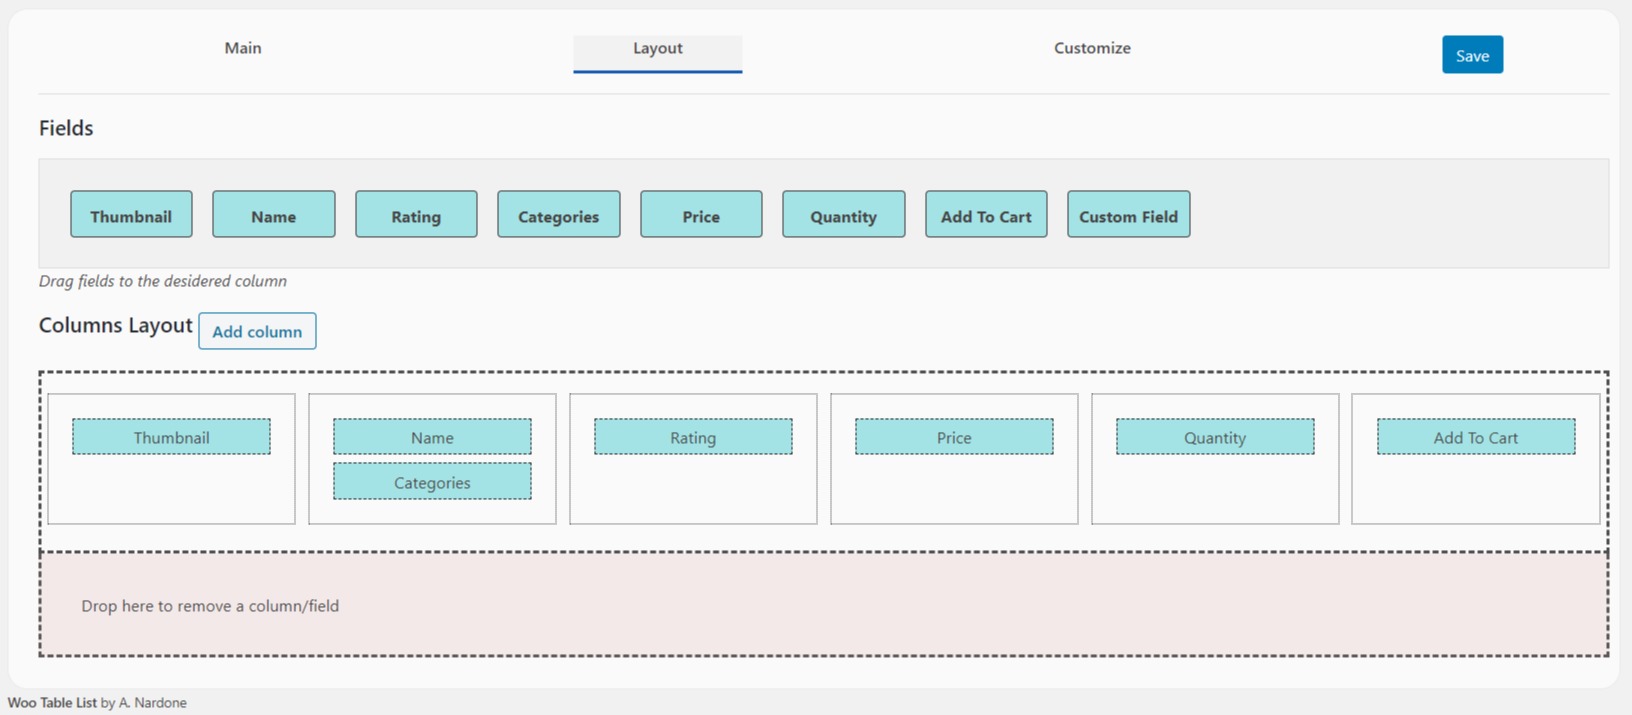 Main Layout Customize Save
Fields
Thumbnail Name Rating Categories Price Quantity Add To Cart Custom Field
Drag fields to the desidered column
Columns Layout Add column
Thumbnail Name Rating Price Quantity Add To Cart
Categories
Drop here to remove a column/field
Woo Table List by A. Nardone